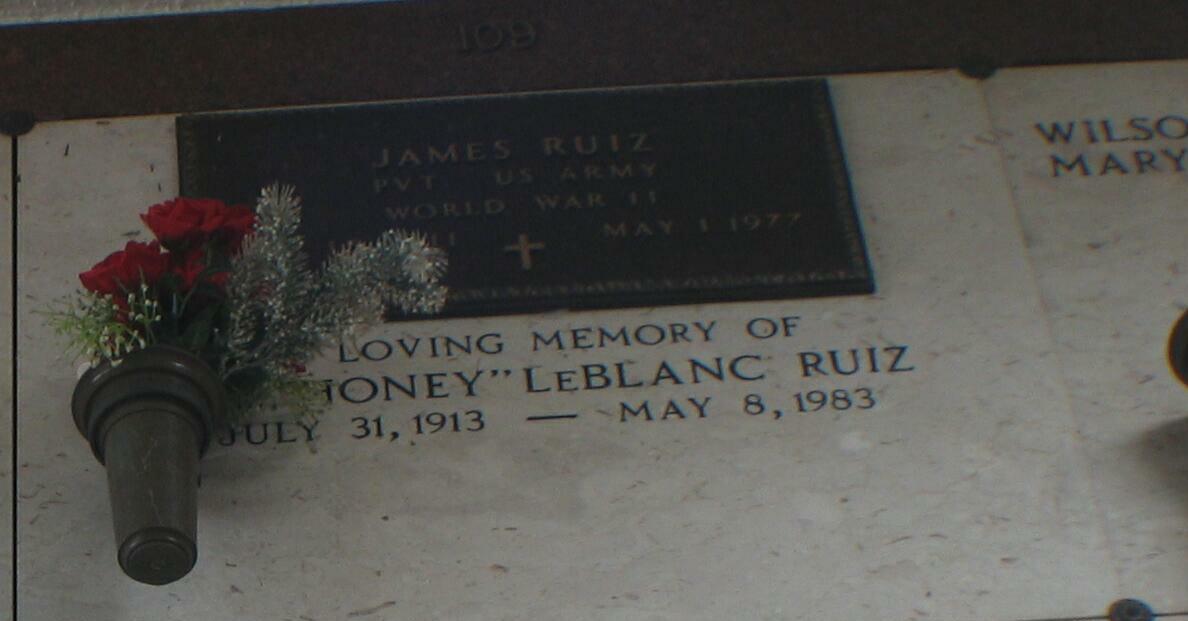 109
JAMES RUIZ
PVT US ARMY
WORLD WAR II
MAY 1 1977
LOVING MEMORY OF
LEBLANC RUIZ
JULY 31, 1913 — MAY 8, 1983
WILSO
MARY